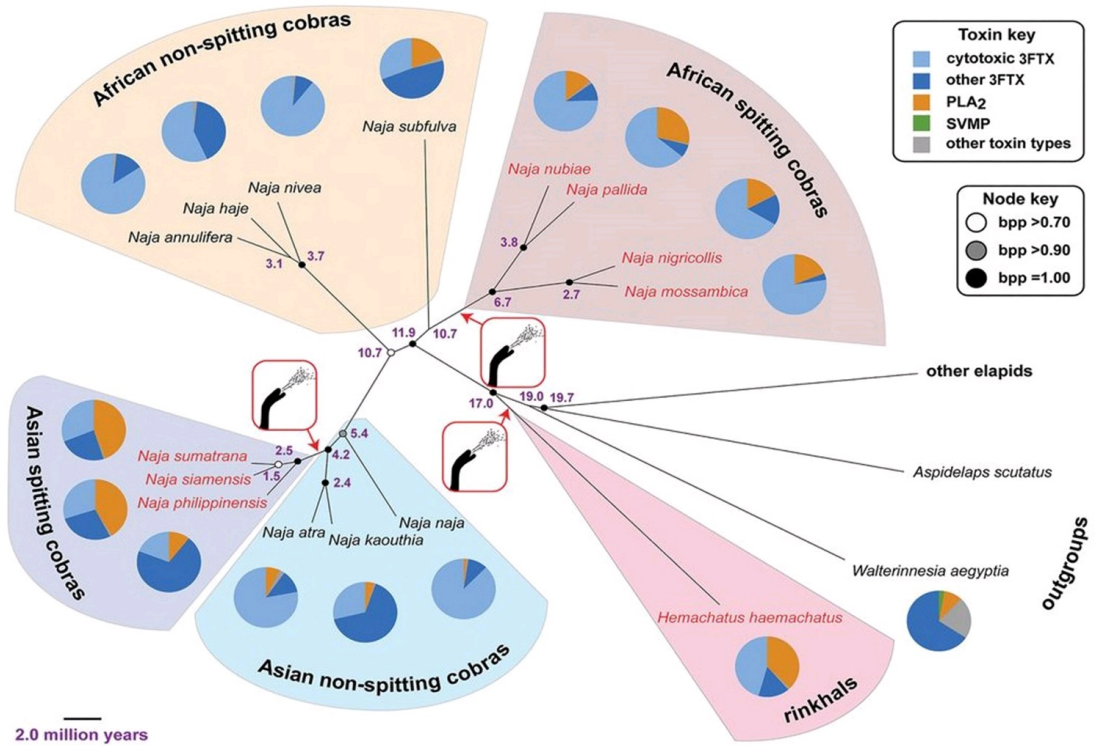 African non-spitting cobras
Naja subfulva
Naja nivea
Naja haje
Naja annulifera
3.1
3.7
African spitting cobras
Naja nubiae
Naja pallida
3.8
Naja nigricollis
Naja mossambica
6.7
2.7
Toxin key
cytotoxic 3FTX
other 3FTX
PLA2
SVMP
other toxin types
Node key
bpp >0.70
bpp >0.90
bpp =1.00
11.9
10.7
10.7
17.0
19.0
19.7
other elapids
Aspidelaps scutatus
Walterinnesia aegyptia
outgroups
Hemachatus haemachatus
rinkhals
Asian spitting cobras
Naja sumatrana
Naja siamensis
Naja philippinensis
2.5
1.5
5.4
4.2
2.4
Naja naja
Naja atra
Naja kaouthia
Asian non-spitting cobras
2.0 million years